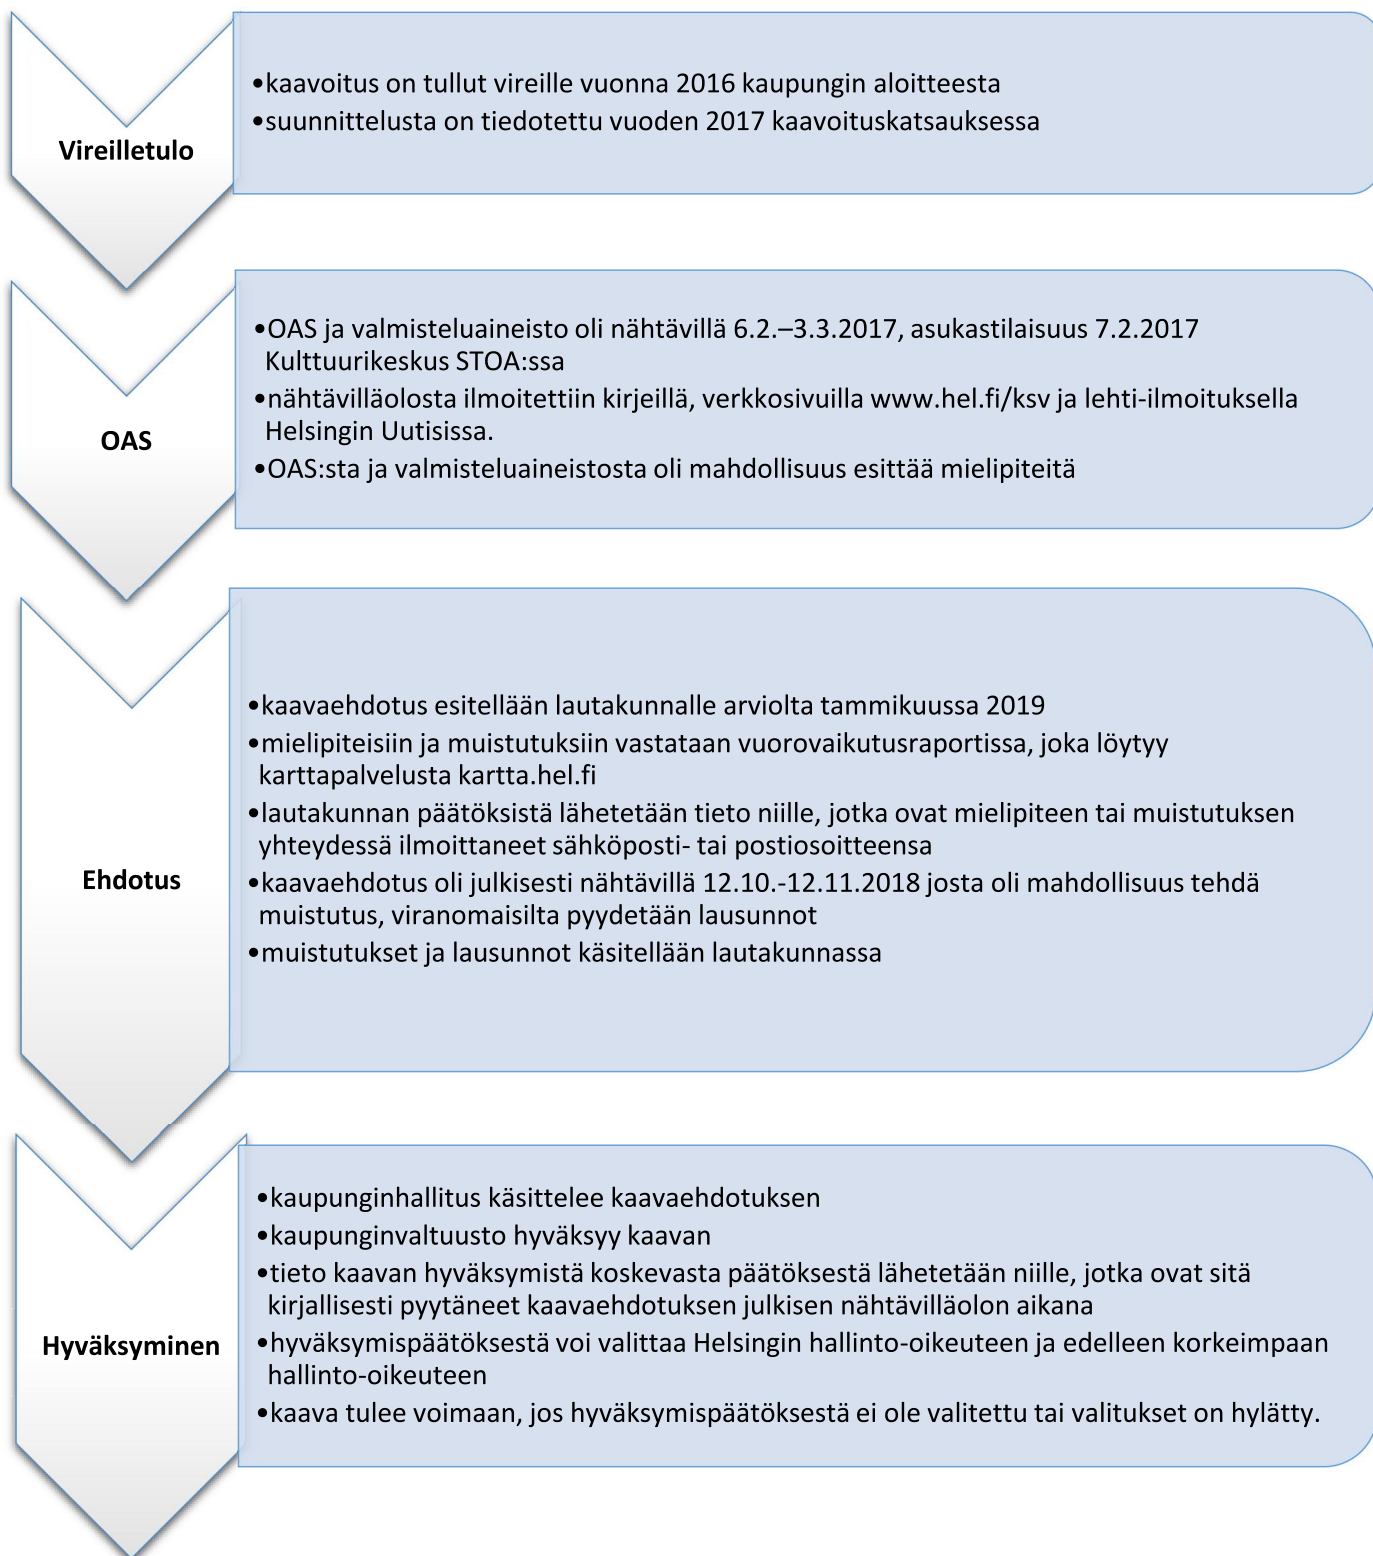 Vireilletulo
•kaavoitus on tullut vireille vuonna 2016 kaupungin aloitteesta
•suunnittelusta on tiedotettu vuoden 2017 kaavoituskatsauksessa
OAS
•OAS ja valmisteluaineisto oli nähtävillä 6.2.–3.3.2017, asukastilaisuus 7.2.2017
Kulttuurikeskus STOA:ssa
•nähtävilläolosta ilmoitettiin kirjeillä, verkkosivuilla www.hel.fi/ksv ja lehti-ilmoituksella
Helsingin Uutisissa.
•OAS:sta ja valmisteluaineistosta oli mahdollisuus esittää mielipiteitä
Ehdotus
•kaavaehdotus esitellään lautakunnalle arviolta tammikuussa 2019
•mielipiteisiin ja muistutuksiin vastataan vuorovaikutusraportissa, joka löytyy
karttapalvelusta kartta.hel.fi
•lautakunnan päätöksistä lähetetään tieto niille, jotka ovat mielipiteen tai muistutuksen
yhteydessä ilmoittaneet sähköposti- tai postiosoitteensa
•kaavaehdotus oli julkisesti nähtävillä 12.10.-12.11.2018 josta oli mahdollisuus tehdä
muistutus, viranomaisilta pyydetään lausunnot
•muistutukset ja lausunnot käsitellään lautakunnassa
Hyväksyminen
•kaupunginhallitus käsittelee kaavaehdotuksen
•kaupunginvaltuusto hyväksyy kaavan
•tieto kaavan hyväksymistä koskevasta päätöksestä lähetetään niille, jotka ovat sitä
kirjallisesti pyytäneet kaavaehdotuksen julkisen nähtävilläolon aikana
•hyväksymispäätöksestä voi valittaa Helsingin hallinto-oikeuteen ja edelleen korkeimpaan
hallinto-oikeuteen
•kaava tulee voimaan, jos hyväksymispäätöksestä ei ole valitettu tai valitukset on hylätty.